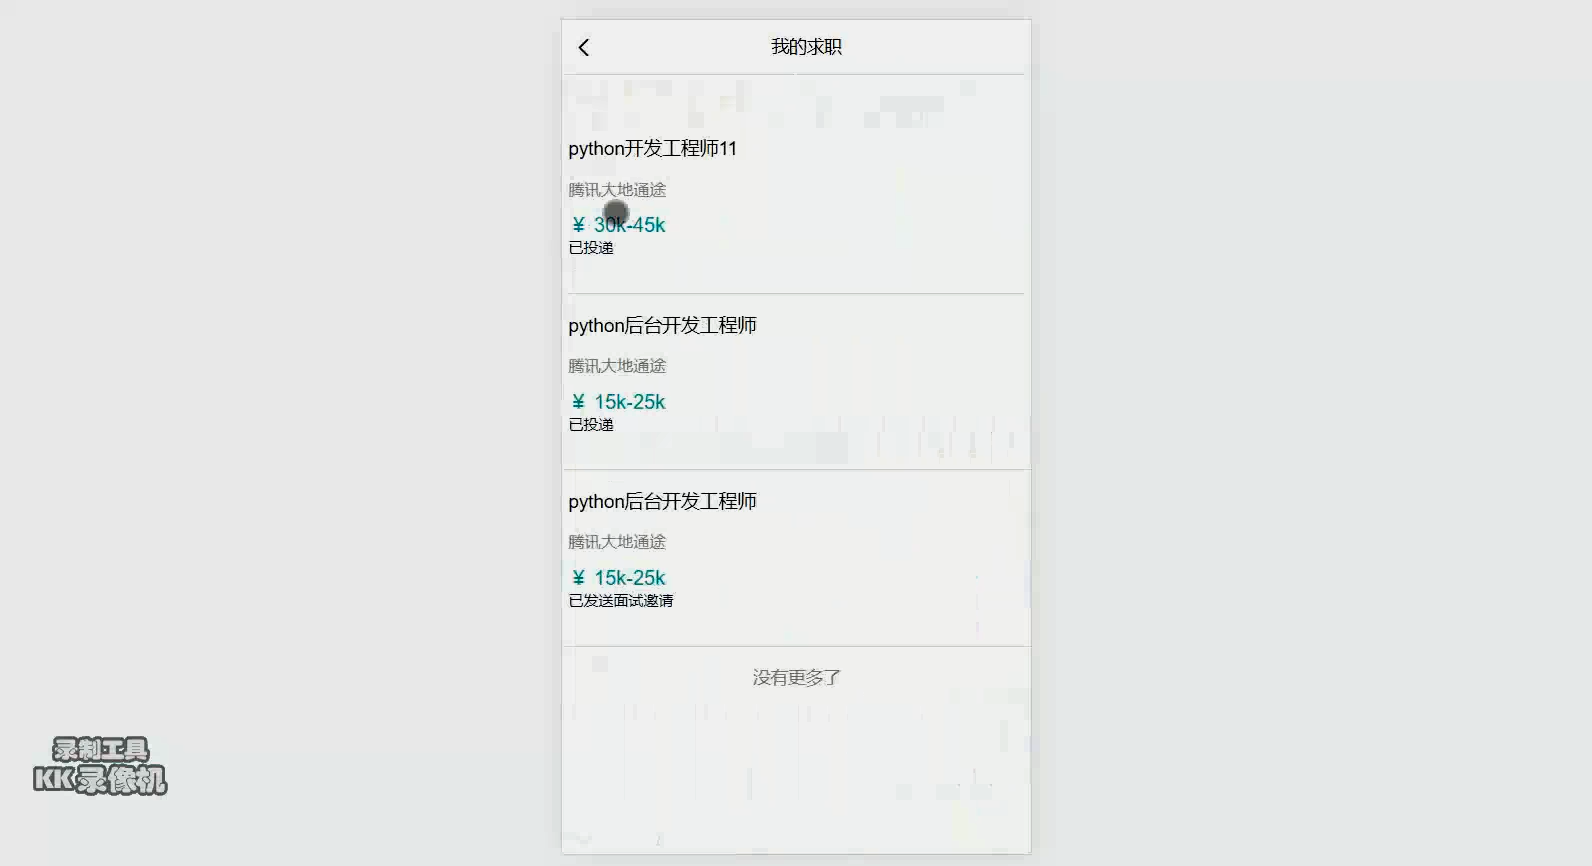 我的求职
python开发工程师11
腾讯大地通途
¥ 30k-45k
已投递
python后台开发工程师
腾讯大地通途
¥ 15k-25k
已投递
python后台开发工程师
腾讯大地通途
¥ 15k-25k
已发送面试邀请
没有更多了
录制工具
KK录像机